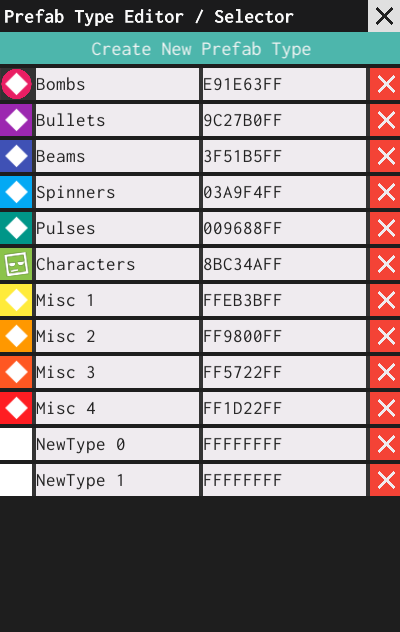 Prefab Type Editor / Selector
Create New Prefab Type
Bombs E91E63FF
Bullets 9C27B0FF
Beams 3F51B5FF
Spinners 03A9F4FF
Pulses 009688FF
Characters 8BC34AFF
Misc 1 FFEB3BFF
Misc 2 FF9800FF
Misc 3 FF5722FF
Misc 4 FF1D22FF
NewType 0 FFFFFFFF
NewType 1 FFFFFFFF